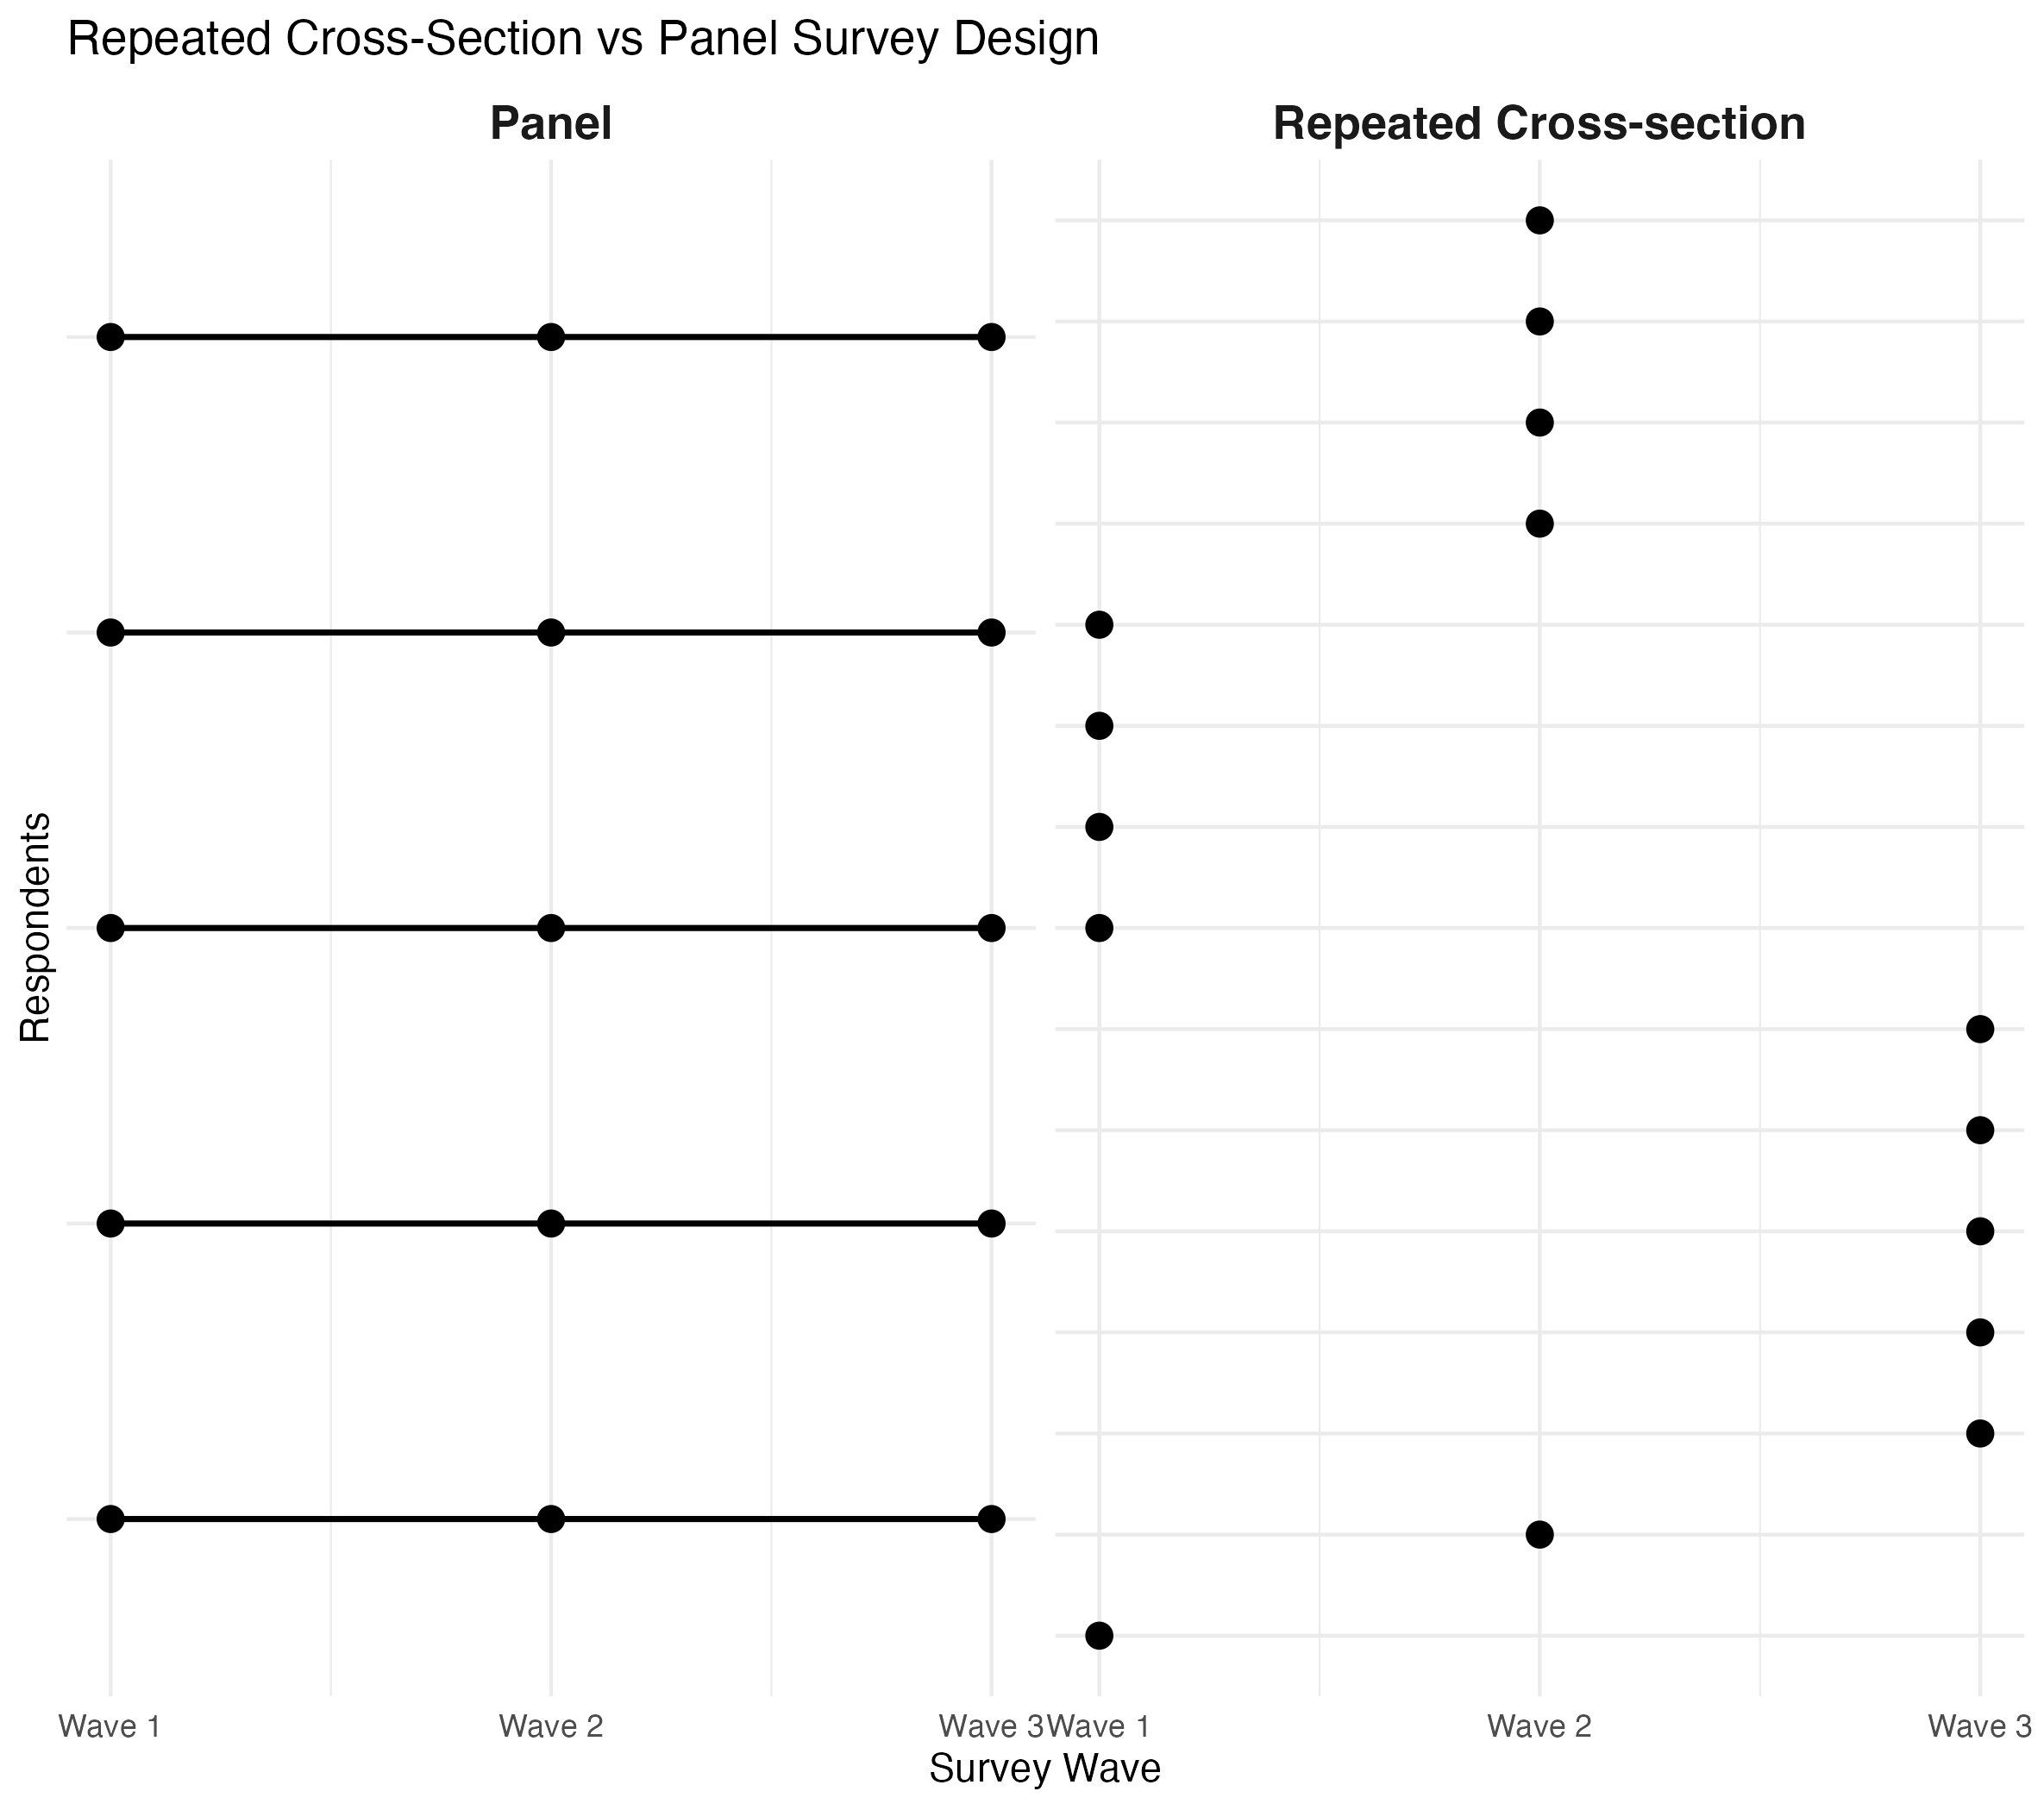 Repeated Cross-Section vs Panel Survey Design
Panel
Repeated Cross-section
Respondents
Wave 1 Wave 2 Wave 3 Wave 1 Wave 2 Wave 3
Survey Wave